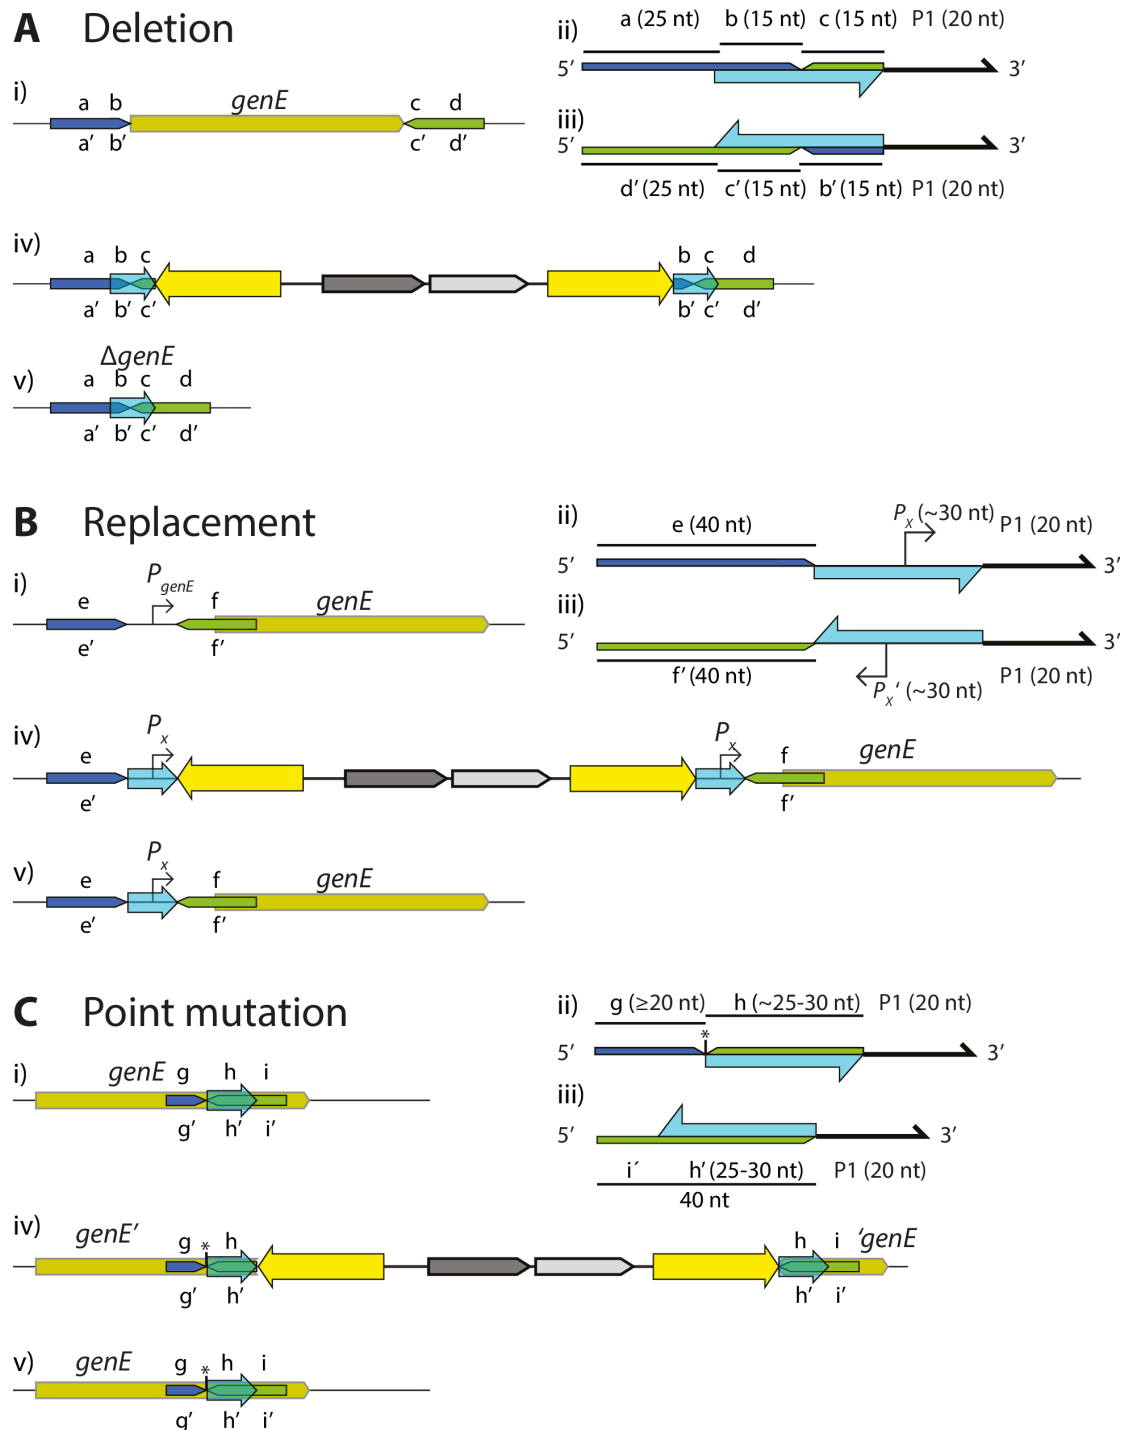 A Deletion
i)
a b genE c d
a′ b′ c′ d′
ii)
a (25 nt) b (15 nt) c (15 nt) P1 (20 nt)
5′ 3′
iii)
5′ 3′
d′ (25 nt) c′ (15 nt) b′ (15 nt) P1 (20 nt)
iv)
a b c b c d
a′ b′ c′ b′ c′ d′
ΔgenE
v)
a b c d
a′ b′ c′ d′
B Replacement
i)
PgenE
e f genE
e′ f′
ii)
e (40 nt) Px (~30 nt) P1 (20 nt)
5′ 3′
iii)
5′ 3′
f′ (40 nt) Px′ (~30 nt) P1 (20 nt)
iv)
Px Px
e f genE
e′ f′
v)
Px
e f genE
e′ f′
C Point mutation
i)
genE g h i
g′ h′ i′
ii)
g (≥20 nt) h (~25-30 nt) P1 (20 nt)
*
5′ 3′
iii)
5′ 3′
i´ h′ (25-30 nt) P1 (20 nt)
40 nt
iv)
genE′ g * h h i ′genE
g′ h′ h′ i′
v)
genE g * h i
g′ h′ i′